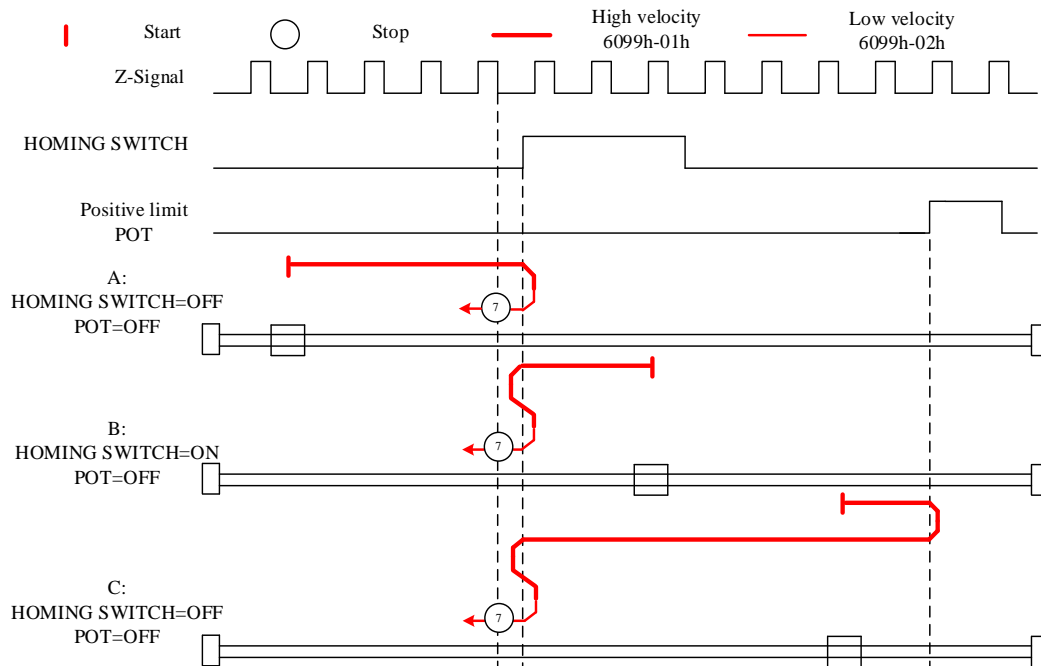 Start
Stop
High velocity
6099h-01h
Low velocity
6099h-02h
Z-Signal
HOMING SWITCH
Positive limit
POT
A:
HOMING SWITCH=OFF
POT=OFF
7
B:
HOMING SWITCH=ON
POT=OFF
7
C:
HOMING SWITCH=OFF
POT=OFF
7